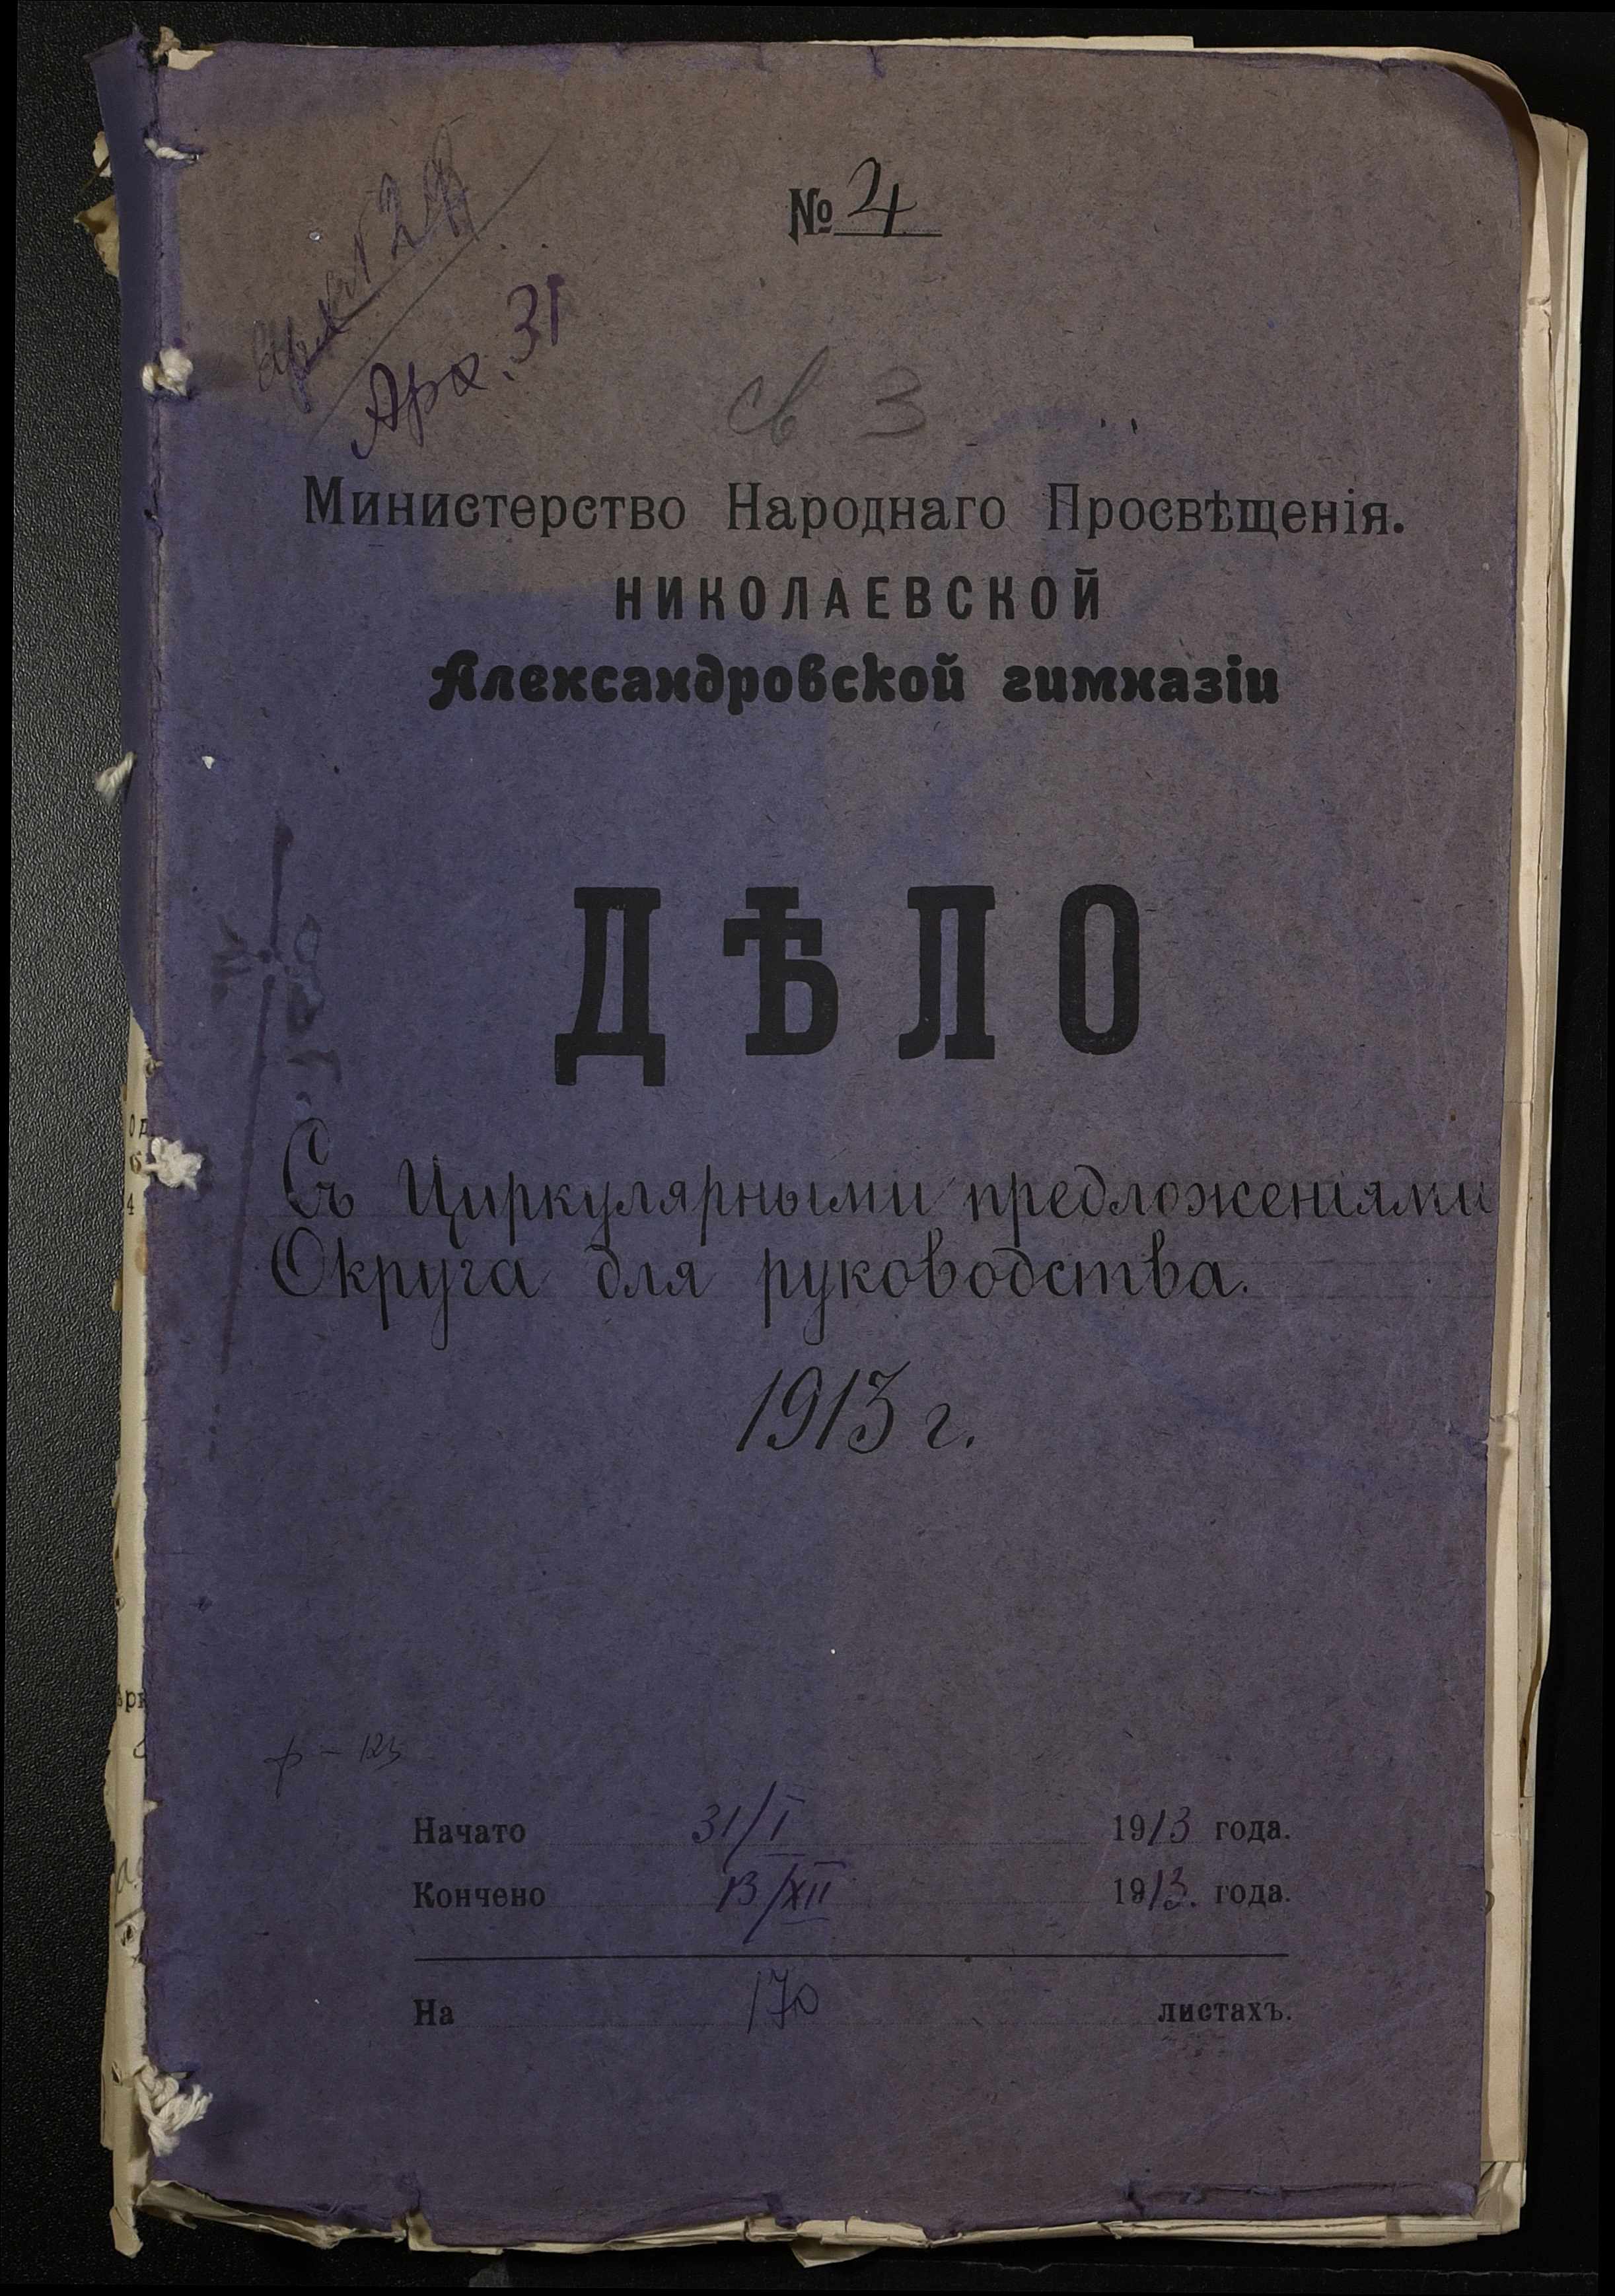 № 4
Арх. 31
св 3
Министерство Народнаго Просвѣщенія.
НИКОЛАЕВСКОЙ
Александровской гимназіи
ДѢЛО
Съ Циркулярными предложеніями
Округа для руководства.
1913 г.
ф - 123
Начато 31/I 1913 года.
Кончено 13/XII 1913. года.
На 170 листахъ.